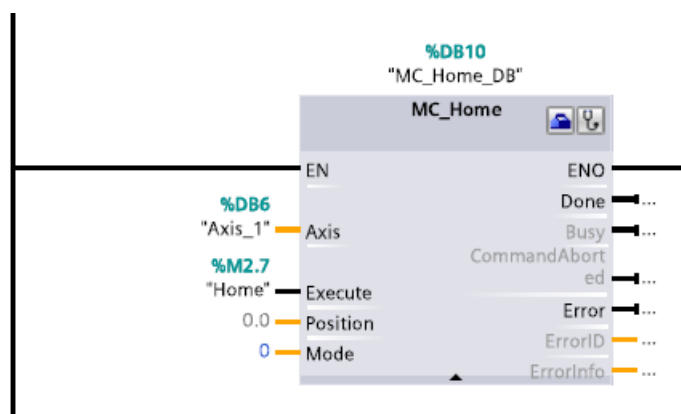 %DB10
"MC_Home_DB"
MC_Home
EN
ENO
Done
...
%DB6
"Axis_1"
Axis
Busy
...
CommandAbort
ed
...
%M2.7
"Home"
Execute
Error
...
0.0
Position
ErrorID
...
0
Mode
ErrorInfo
...